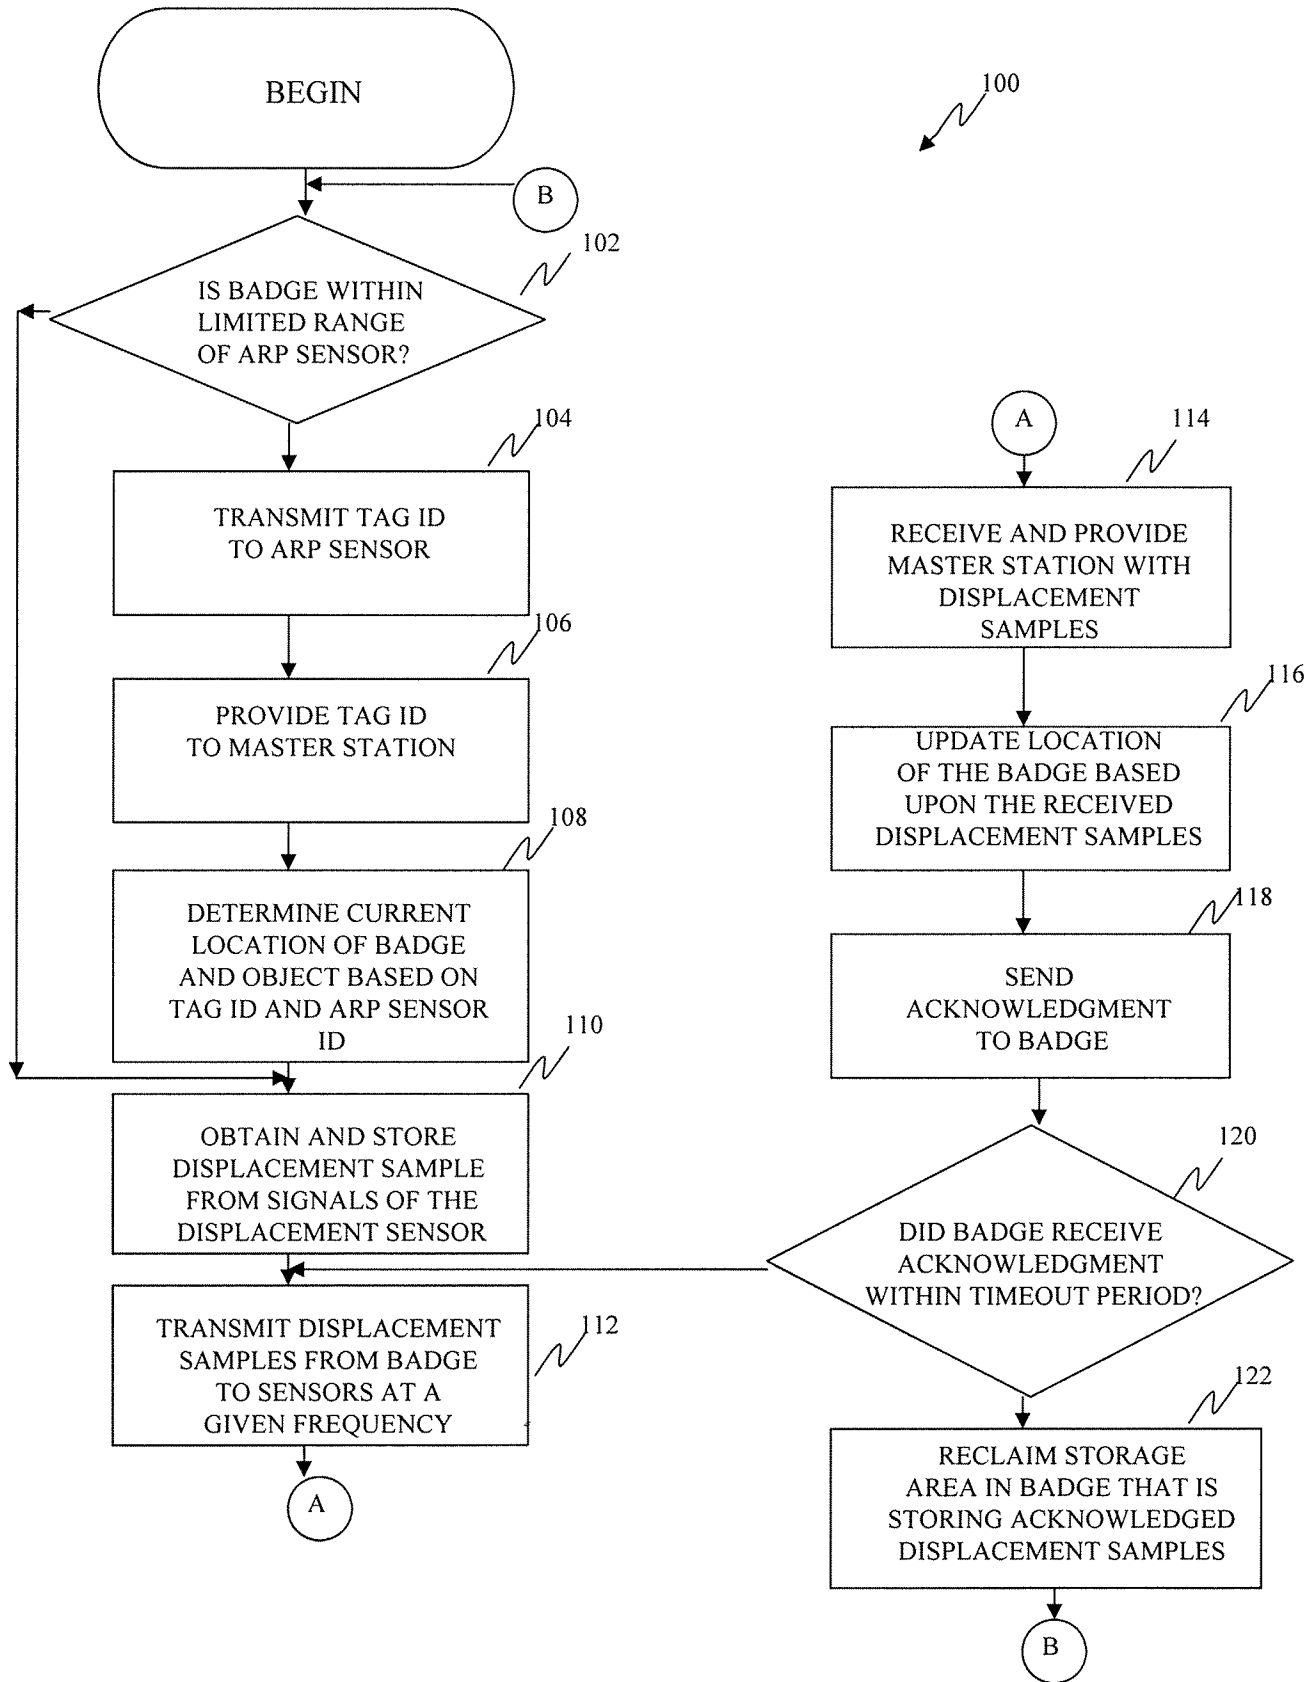 BEGIN
100
B
102
IS BADGE WITHIN
LIMITED RANGE
OF ARP SENSOR?
104
TRANSMIT TAG ID
TO ARP SENSOR
106
PROVIDE TAG ID
TO MASTER STATION
108
DETERMINE CURRENT
LOCATION OF BADGE
AND OBJECT BASED ON
TAG ID AND ARP SENSOR
ID
110
OBTAIN AND STORE
DISPLACEMENT SAMPLE
FROM SIGNALS OF THE
DISPLACEMENT SENSOR
112
TRANSMIT DISPLACEMENT
SAMPLES FROM BADGE
TO SENSORS AT A
GIVEN FREQUENCY
A
A
114
RECEIVE AND PROVIDE
MASTER STATION WITH
DISPLACEMENT
SAMPLES
116
UPDATE LOCATION
OF THE BADGE BASED
UPON THE RECEIVED
DISPLACEMENT SAMPLES
118
SEND
ACKNOWLEDGMENT
TO BADGE
120
DID BADGE RECEIVE
ACKNOWLEDGMENT
WITHIN TIMEOUT PERIOD?
122
RECLAIM STORAGE
AREA IN BADGE THAT IS
STORING ACKNOWLEDGED
DISPLACEMENT SAMPLES
B